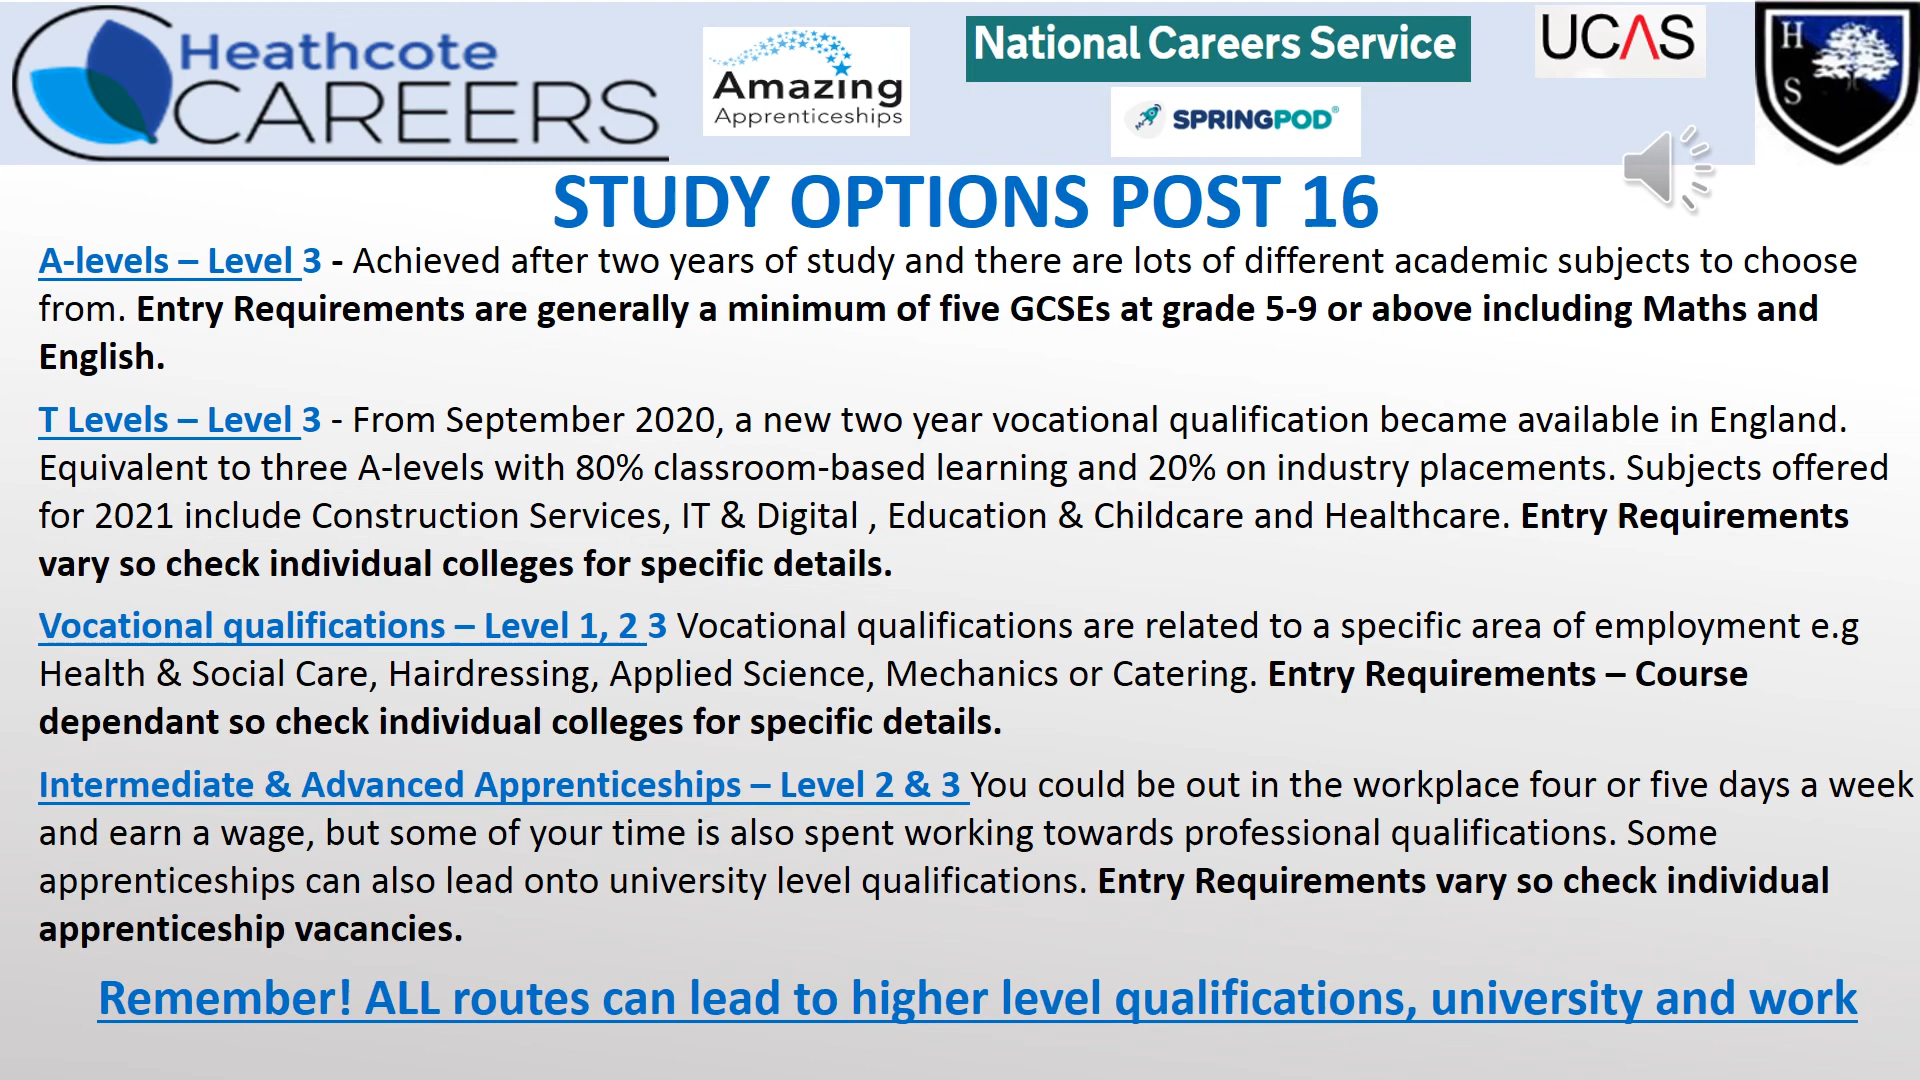 Heathcote
CAREERS
Amazing
Apprenticeships
National Careers Service
SPRINGPOD®
UCAS
H
S
STUDY OPTIONS POST 16
A-levels – Level 3 - Achieved after two years of study and there are lots of different academic subjects to choose
from. Entry Requirements are generally a minimum of five GCSEs at grade 5-9 or above including Maths and
English.
T Levels – Level 3 - From September 2020, a new two year vocational qualification became available in England.
Equivalent to three A-levels with 80% classroom-based learning and 20% on industry placements. Subjects offered
for 2021 include Construction Services, IT & Digital , Education & Childcare and Healthcare. Entry Requirements
vary so check individual colleges for specific details.
Vocational qualifications – Level 1, 2 3 Vocational qualifications are related to a specific area of employment e.g
Health & Social Care, Hairdressing, Applied Science, Mechanics or Catering. Entry Requirements – Course
dependant so check individual colleges for specific details.
Intermediate & Advanced Apprenticeships – Level 2 & 3 You could be out in the workplace four or five days a week
and earn a wage, but some of your time is also spent working towards professional qualifications. Some
apprenticeships can also lead onto university level qualifications. Entry Requirements vary so check individual
apprenticeship vacancies.
Remember! ALL routes can lead to higher level qualifications, university and work